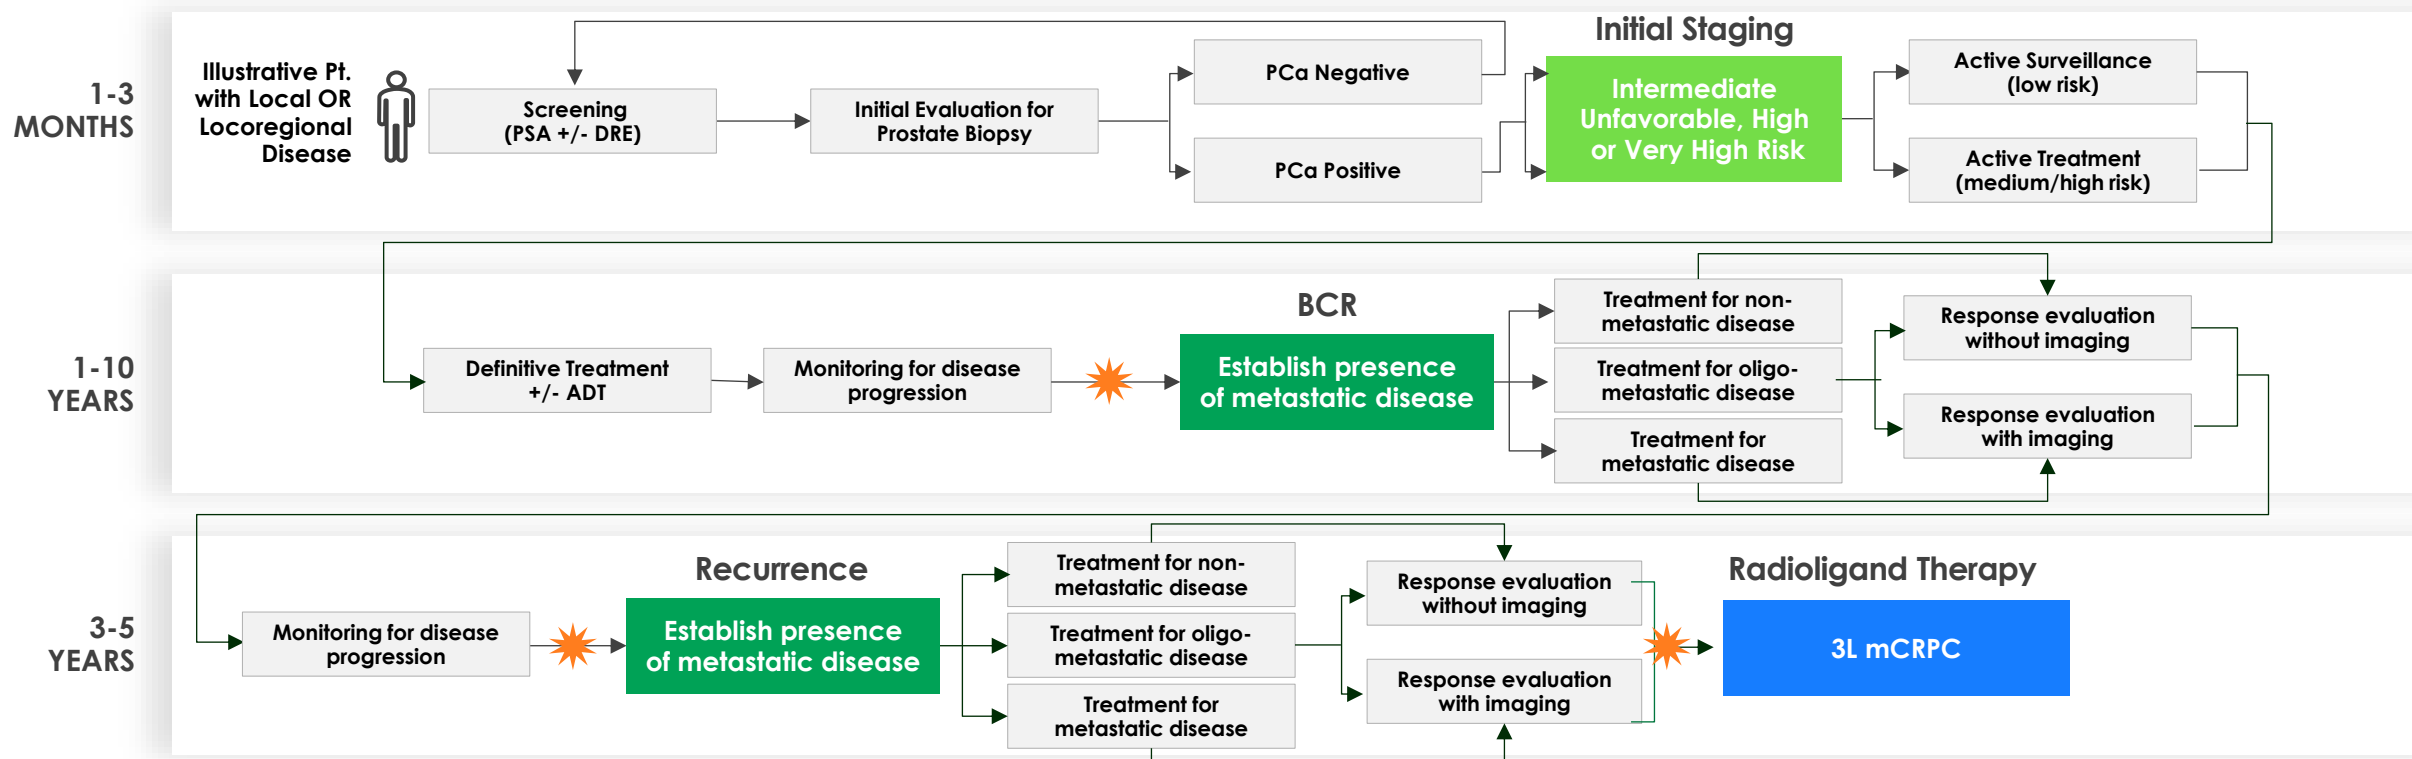 1-3
MONTHS
Illustrative Pt.
with Local OR
Locoregional
Disease
Screening
(PSA +/- DRE)
Initial Evaluation for
Prostate Biopsy
PCa Negative
PCa Positive
Initial Staging
Intermediate
Unfavorable, High
or Very High Risk
Active Surveillance
(low risk)
Active Treatment
(medium/high risk)
1-10
YEARS
Definitive Treatment
+/- ADT
Monitoring for disease
progression
BCR
Establish presence
of metastatic disease
Treatment for non-
metastatic disease
Treatment for oligo-
metastatic disease
Treatment for
metastatic disease
Response evaluation
without imaging
Response evaluation
with imaging
3-5
YEARS
Monitoring for disease
progression
Recurrence
Establish presence
of metastatic disease
Treatment for non-
metastatic disease
Treatment for oligo-
metastatic disease
Treatment for
metastatic disease
Response evaluation
without imaging
Response evaluation
with imaging
Radioligand Therapy
3L mCRPC